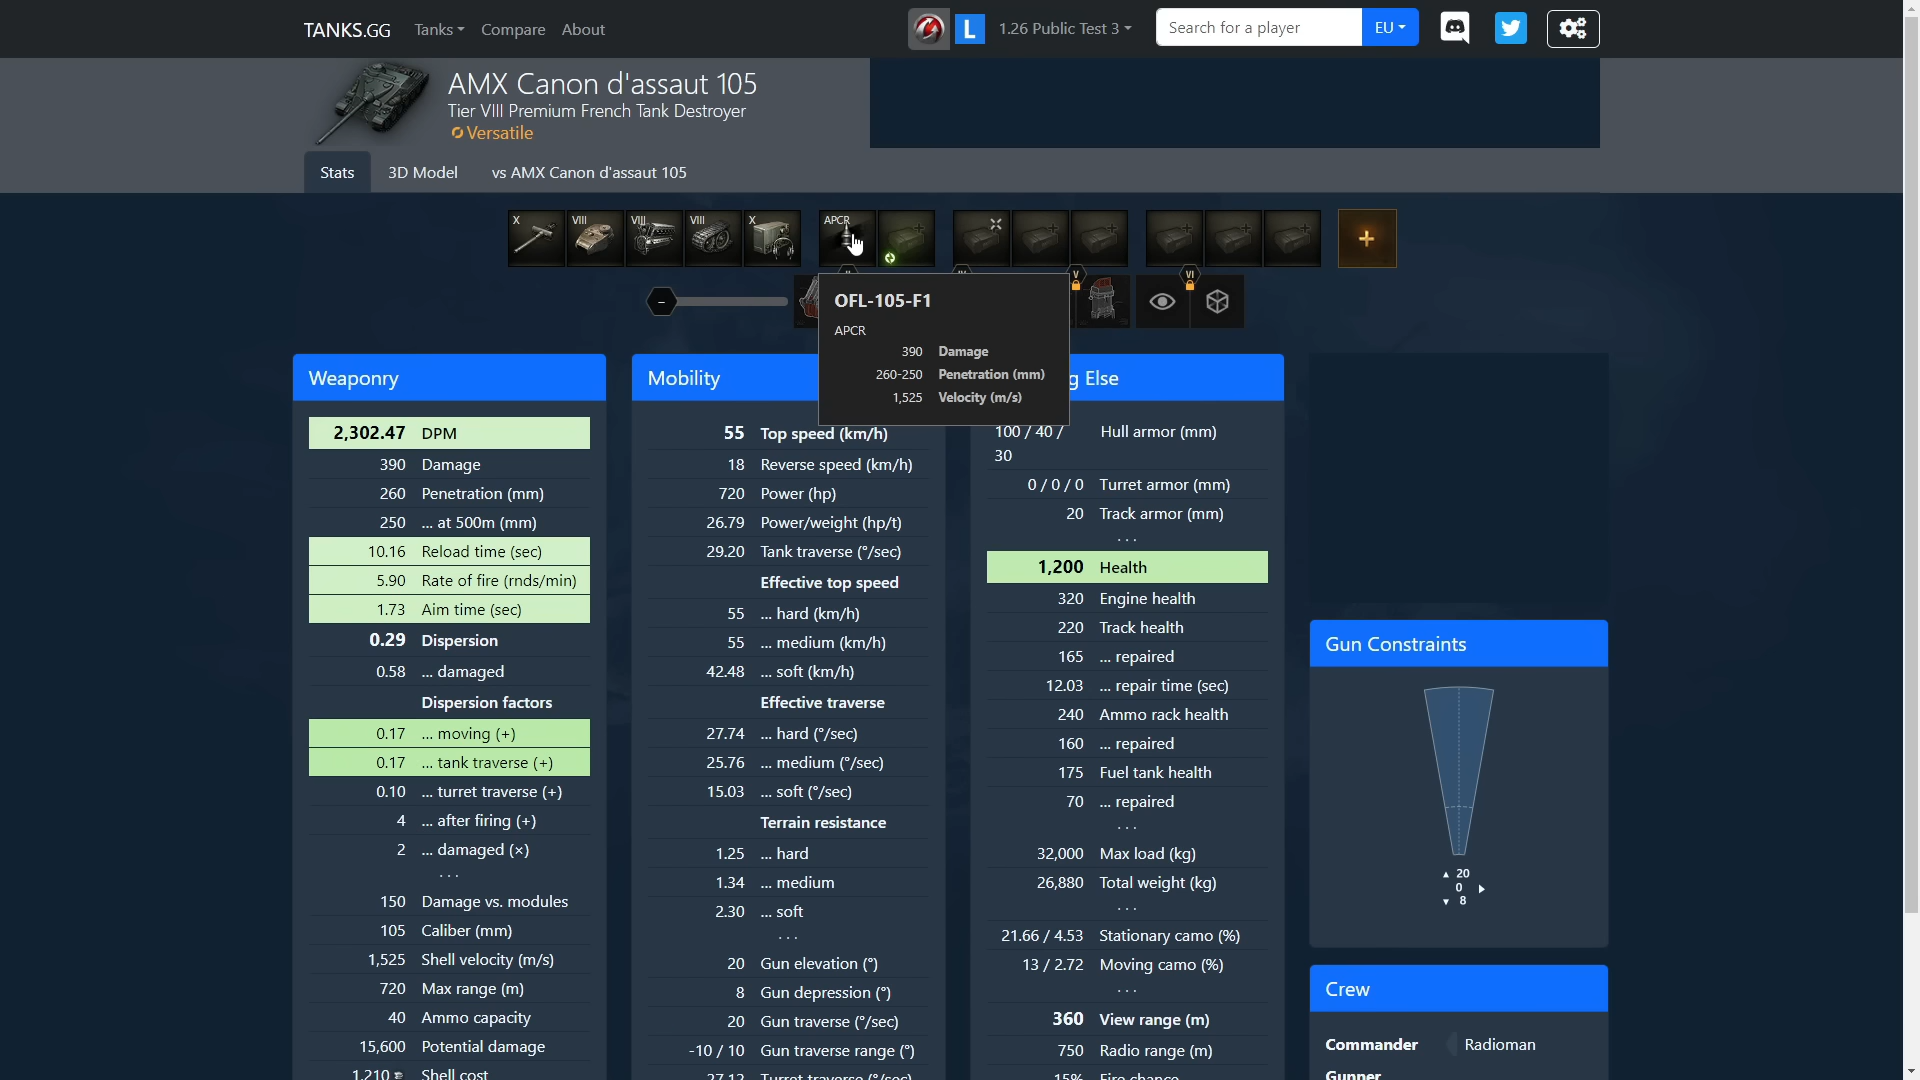 TANKS.GG
Tanks
Compare
About
L
1.26 Public Test 3
Search for a player
EU
AMX Canon d'assaut 105
Tier VIII Premium French Tank Destroyer
Versatile
Stats
3D Model
vs AMX Canon d'assaut 105
X
VIII
VIII
VIII
X
APCR
+
V
VI
OFL-105-F1
APCR
390 Damage
260-250 Penetration (mm)
1,525 Velocity (m/s)
Weaponry
2,302.47 DPM
390 Damage
260 Penetration (mm)
250 ... at 500m (mm)
10.16 Reload time (sec)
5.90 Rate of fire (rnds/min)
1.73 Aim time (sec)
0.29 Dispersion
0.58 ... damaged
Dispersion factors
0.17 ... moving (+)
0.17 ... tank traverse (+)
0.10 ... turret traverse (+)
4 ... after firing (+)
2 ... damaged (×)
...
150 Damage vs. modules
105 Caliber (mm)
1,525 Shell velocity (m/s)
720 Max range (m)
40 Ammo capacity
15,600 Potential damage
1,210 Shell cost
Mobility
55 Top speed (km/h)
18 Reverse speed (km/h)
720 Power (hp)
26.79 Power/weight (hp/t)
29.20 Tank traverse (°/sec)
Effective top speed
55 ... hard (km/h)
55 ... medium (km/h)
42.48 ... soft (km/h)
Effective traverse
27.74 ... hard (°/sec)
25.76 ... medium (°/sec)
15.03 ... soft (°/sec)
Terrain resistance
1.25 ... hard
1.34 ... medium
2.30 ... soft
...
20 Gun elevation (°)
8 Gun depression (°)
20 Gun traverse (°/sec)
-10 / 10 Gun traverse range (°)
27.12 Turret traverse (°/sec)
g Else
100 / 40 / 30 Hull armor (mm)
0 / 0 / 0 Turret armor (mm)
20 Track armor (mm)
...
1,200 Health
320 Engine health
220 Track health
165 ... repaired
12.03 ... repair time (sec)
240 Ammo rack health
160 ... repaired
175 Fuel tank health
70 ... repaired
...
32,000 Max load (kg)
26,880 Total weight (kg)
...
21.66 / 4.53 Stationary camo (%)
13 / 2.72 Moving camo (%)
...
360 View range (m)
750 Radio range (m)
15% Fire chance
Gun Constraints
20
0
8
Crew
Commander Radioman
Gunner